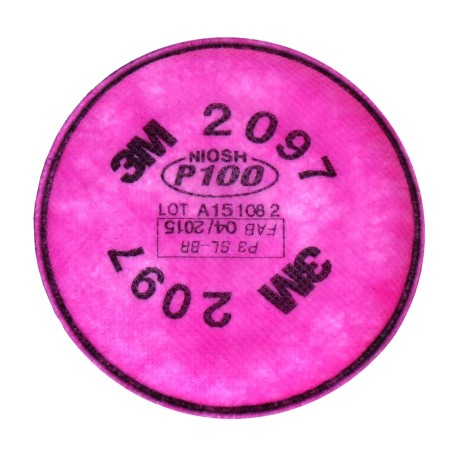 3M 2097
NIOSH
P100
LOT A15108 2
FAB 04/2015
P3 SL-BR
3M 2097